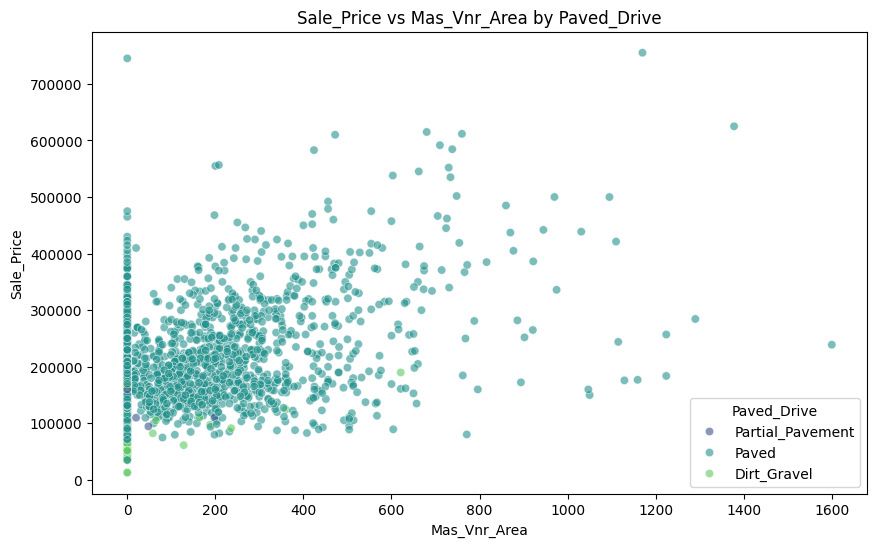 Sale_Price vs Mas_Vnr_Area by Paved_Drive
Sale_Price
700000
600000
500000
400000
300000
200000
100000
0
0 200 400 600 800 1000 1200 1400 1600
Mas_Vnr_Area
Paved_Drive
Partial_Pavement
Paved
Dirt_Gravel